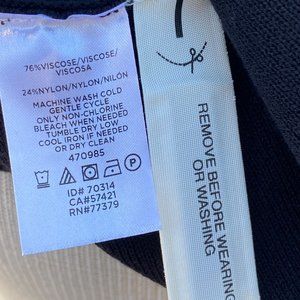 76%VISCOSE/VISCOSE/
VISCOSA
24%NYLON/NYLON/NILÓN
MACHINE WASH COLD
GENTLE CYCLE
ONLY NON-CHLORINE
BLEACH WHEN NEEDED
TUMBLE DRY LOW
COOL IRON IF NEEDED
OR DRY CLEAN
470985
ID# 70314
CA#57421
RN#77379
REMOVE BEFORE WEARING
OR WASHING